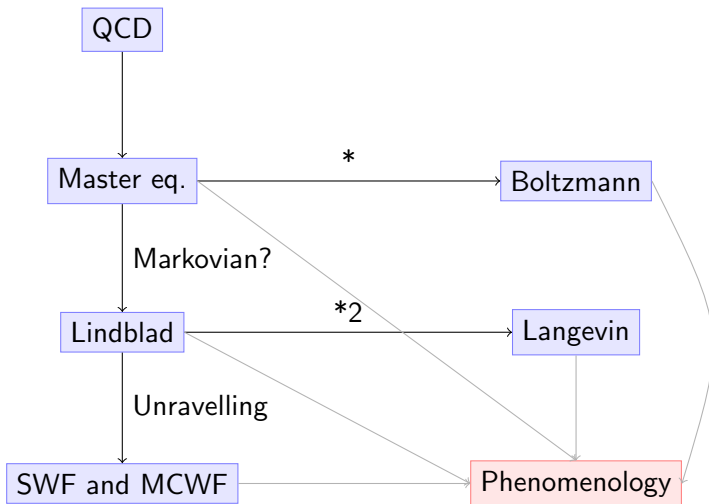 QCD
*
Master eq.
Boltzmann
Markovian?
*2
Lindblad
Langevin
Unravelling
SWF and MCWF
Phenomenology